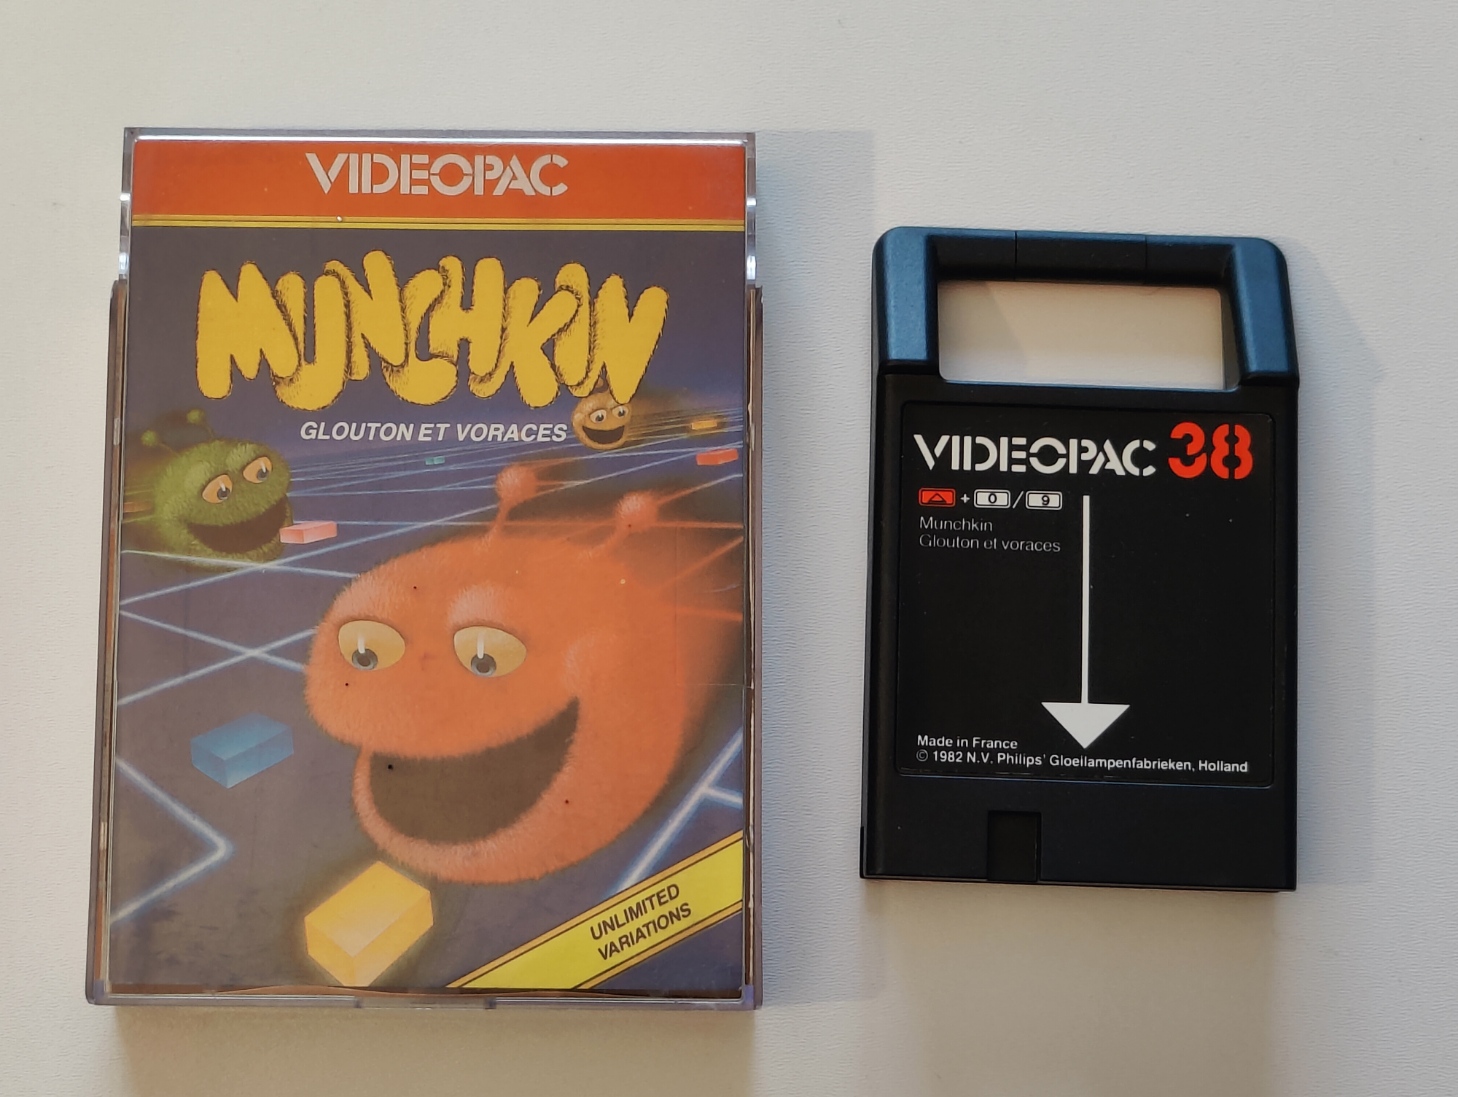 VIDEOPAC
MUNCHKIN
GLOUTON ET VORACES
UNLIMITED
VARIATIONS
VIDEOPAC 38
+ 0 / 9
Munchkin
Glouton et voraces
Made in France
© 1982 N.V. Philips' Gloeilampenfabrieken, Holland